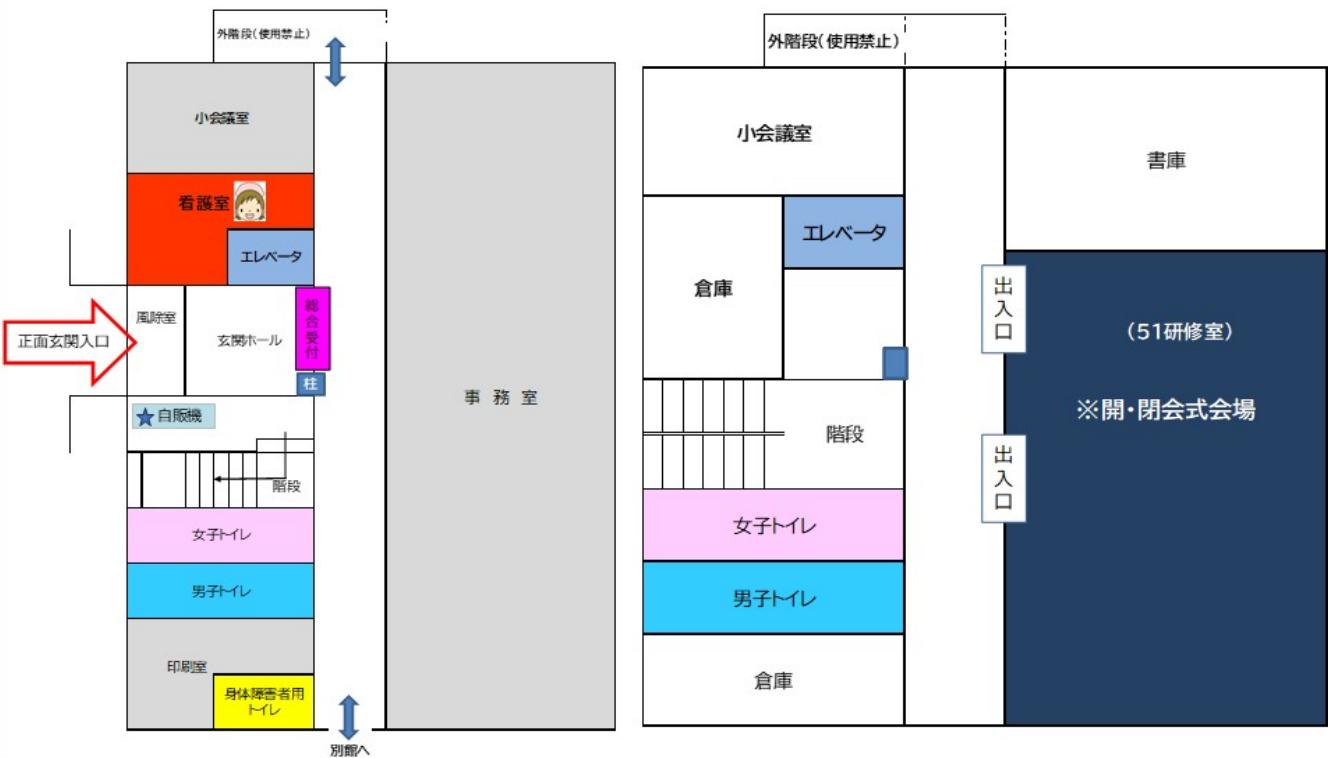 外階段(使用禁止)
小会議室
看護室
エレベータ
風除室
玄関ホール
総合受付
正面玄関入口
柱
★自販機
階段
女子トイレ
男子トイレ
印刷室
身体障害者用
トイレ
別館へ
事務室
外階段(使用禁止)
小会議室
書庫
エレベータ
倉庫
出入口
(51研修室)
※開・閉会式会場
階段
出入口
女子トイレ
男子トイレ
倉庫